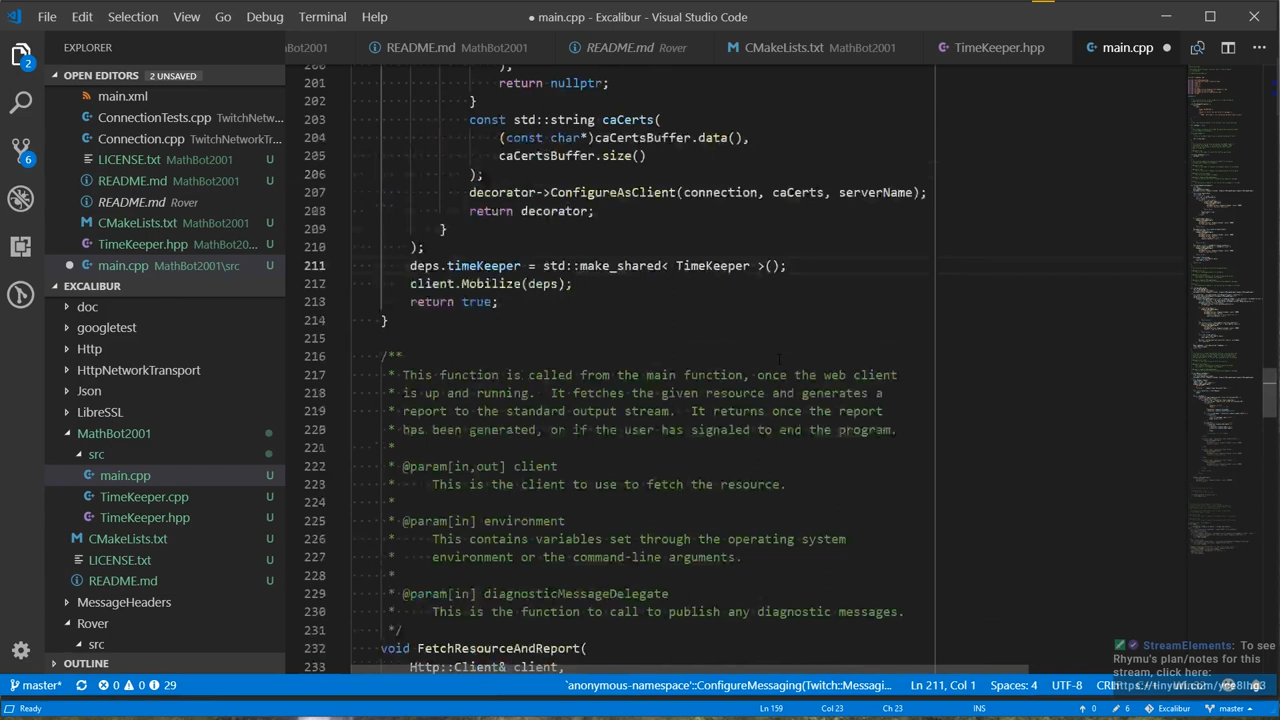 File Edit Selection View Go Debug Terminal Help
● main.cpp - Excalibur - Visual Studio Code
EXPLORER
README.md MathBot2001
README.md Rover
CMakeLists.txt MathBot2001
TimeKeeper.hpp
main.cpp ●
OPEN EDITORS 2 UNSAVED
main.xml
ConnectionTests.cpp TwitchNetw...
Connection.cpp TwitchNetworkTr...
LICENSE.txt MathBot2001 U
README.md MathBot2001 U
README.md Rover
CMakeLists.txt MathBot2001 U
TimeKeeper.hpp MathBot20... U
main.cpp MathBot2001\src U
EXCALIBUR
googletest
Http
HttpNetworkTransport
Json
LibreSSL
MathBot2001
src
main.cpp U
TimeKeeper.cpp U
TimeKeeper.hpp U
CMakeLists.txt U
LICENSE.txt U
README.md U
MessageHeaders
Rover
src
OUTLINE
200 );
201 return nullptr;
202 }
203 const std::string caCerts(
204 char*)caCertsBuffer.data()
205 caCertsBuffer.size()
206
207 decorator->ConfigureAsClient(connection, caCerts, serverName);
208 return decorator;
209 }
210 );
211 deps.timeKeeper = std::make_shared< TimeKeeper >();
212 client.Mobilize(deps);
213 return true;
214 }
215
216 /**
217 * This function is called from the main function, once the web client
218 * is up and running. It fetches the given resource and generates a
219 * report to the standard output stream. It returns once the report
220 * has been generated, or if the user has signaled to end the program.
221 *
222 * @param[in,out] client
223 * This is the client to use to fetch the resource.
224 *
225 * @param[in] environment
226 * This contains variables set through the operating system
227 * environment or the command-line arguments.
228 *
229 * @param[in] diagnosticMessageDelegate
230 * This is the function to call to publish any diagnostic messages.
231 */
232 void FetchResourceAndReport(
233 Http::Client& client,
StreamElements: To see
Rhymu's plan/notes for this
stream, click here:
master* 0 0 29
`anonymous-namespace'::ConfigureMessaging(Twitch::Messagi...
Ln 211, Col 1 Spaces: 4 UTF-8
Ready
Ln 159 Col 23 Ch 23 INS
0 6 Excalibur master